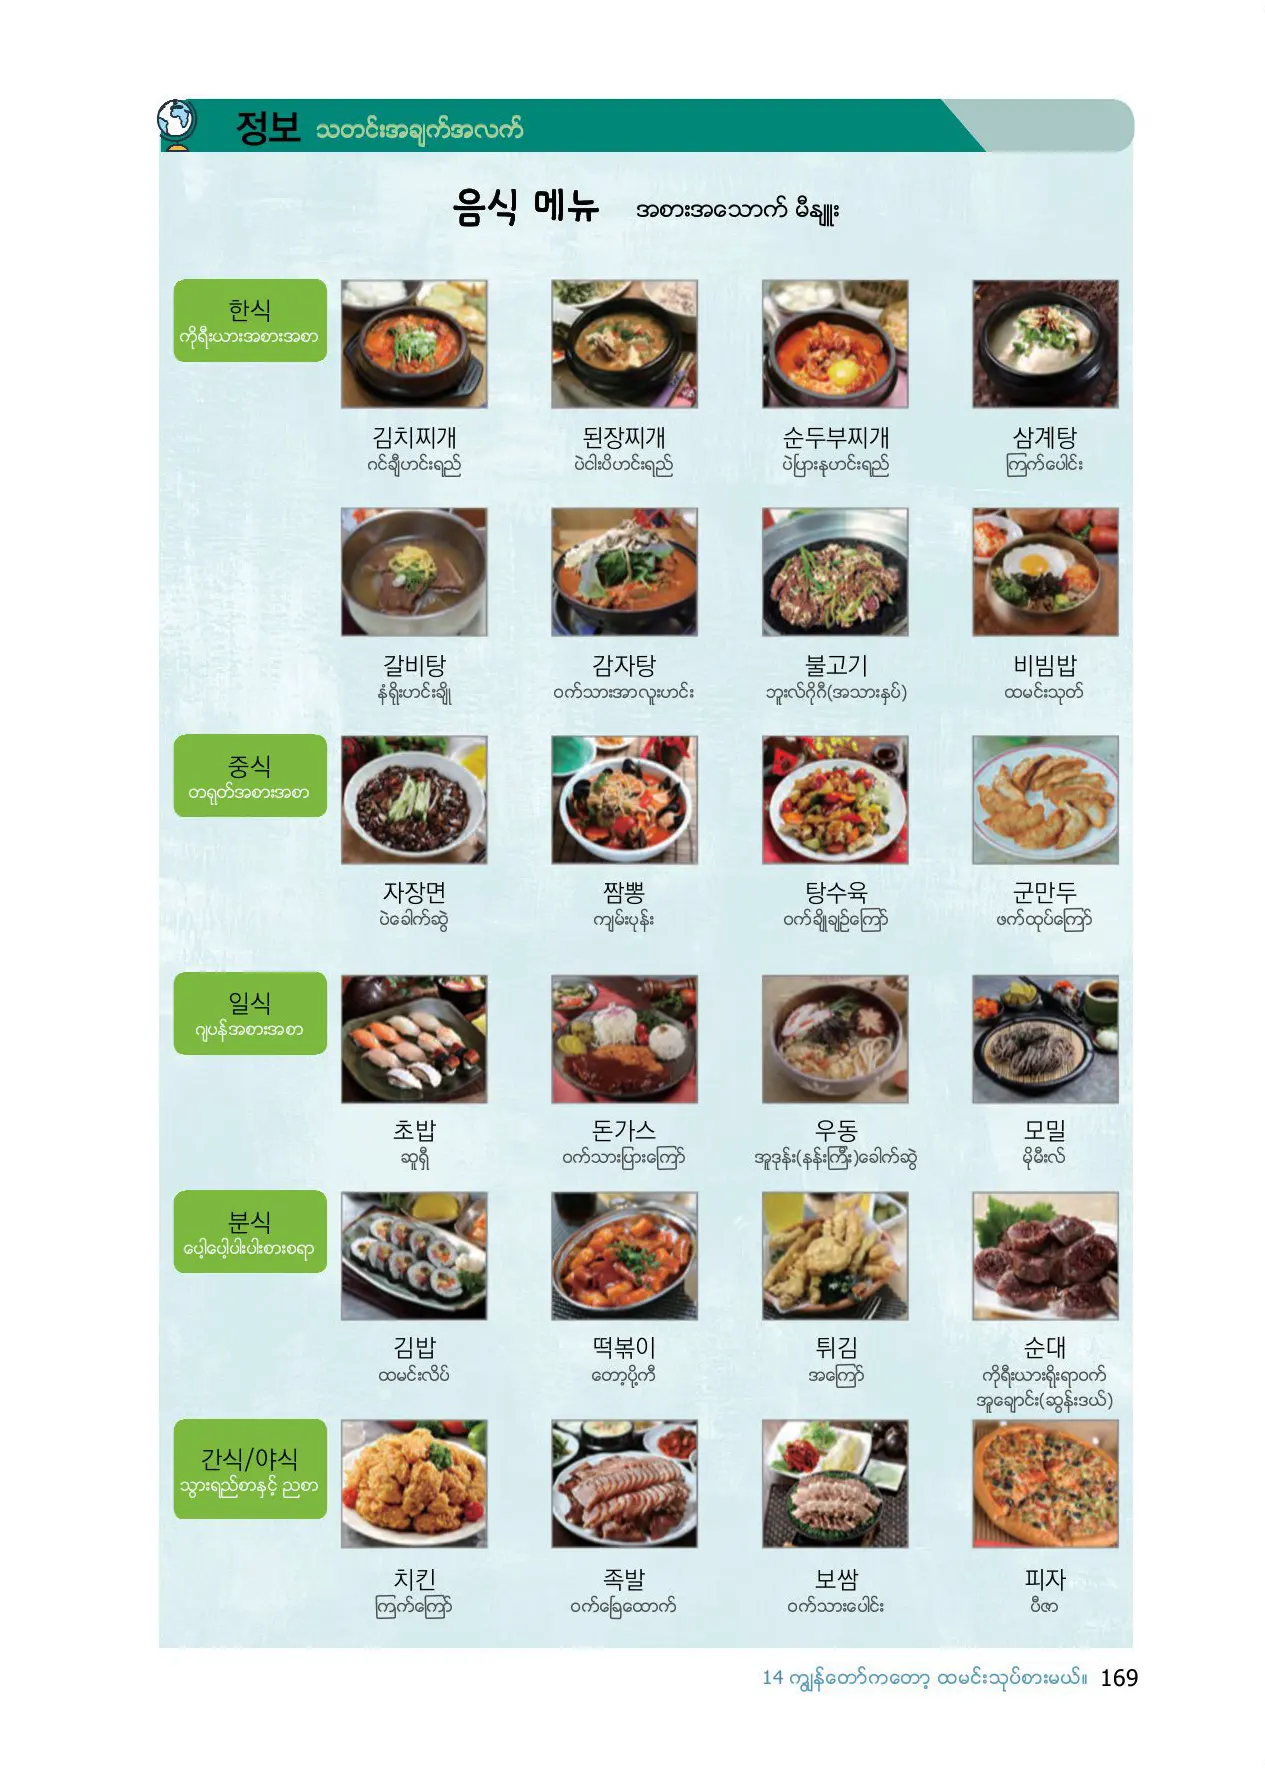 정보 သတင်းအချက်အလက်
음식 메뉴 အစားအသောက် မီနျူး
한식
ကိုရီးယားအစားအစာ
김치찌개 된장찌개 순두부찌개 삼계탕
ဂင်ချီဟင်းရည် ပဲငါးပိဟင်းရည် ပဲပြားနုဟင်းရည် ကြက်ပေါင်း
갈비탕 감자탕 불고기 비빔밥
နံရိုးဟင်းချို ဝက်သားအာလူးဟင်း ဘူးလ်ဂိုဂီ(အသားနှပ်) ထမင်းသုတ်
중식
တရုတ်အစားအစာ
자장면 짬뽕 탕수육 군만두
ပဲခေါက်ဆွဲ ကျမ်းပုန်း ဝက်ချိုချဉ်ကြော် ဖက်ထုပ်ကြော်
일식
ဂျပန်အစားအစာ
초밥 돈가스 우동 모밀
ဆူရှီ ဝက်သားပြားကြော် အူဒုန်း(နန်းကြီး)ခေါက်ဆွဲ မိုမီးလ်
분식
ပေါ့ပေါ့ပါးပါးစားစရာ
김밥 떡볶이 튀김 순대
ထမင်းလိပ် တော့ပို့ကီ အကြော် ကိုရီးယားရိုးရာဝက်
အူချောင်း(ဆွန်းဒယ်)
간식/야식
သွားရည်စာနှင့် ညစာ
치킨 족발 보쌈 피자
ကြက်ကြော် ဝက်ခြေထောက် ဝက်သားပေါင်း ပီဇာ
14 ကျွန်တော်ကတော့ ထမင်းသုပ်စားမယ်။ 169